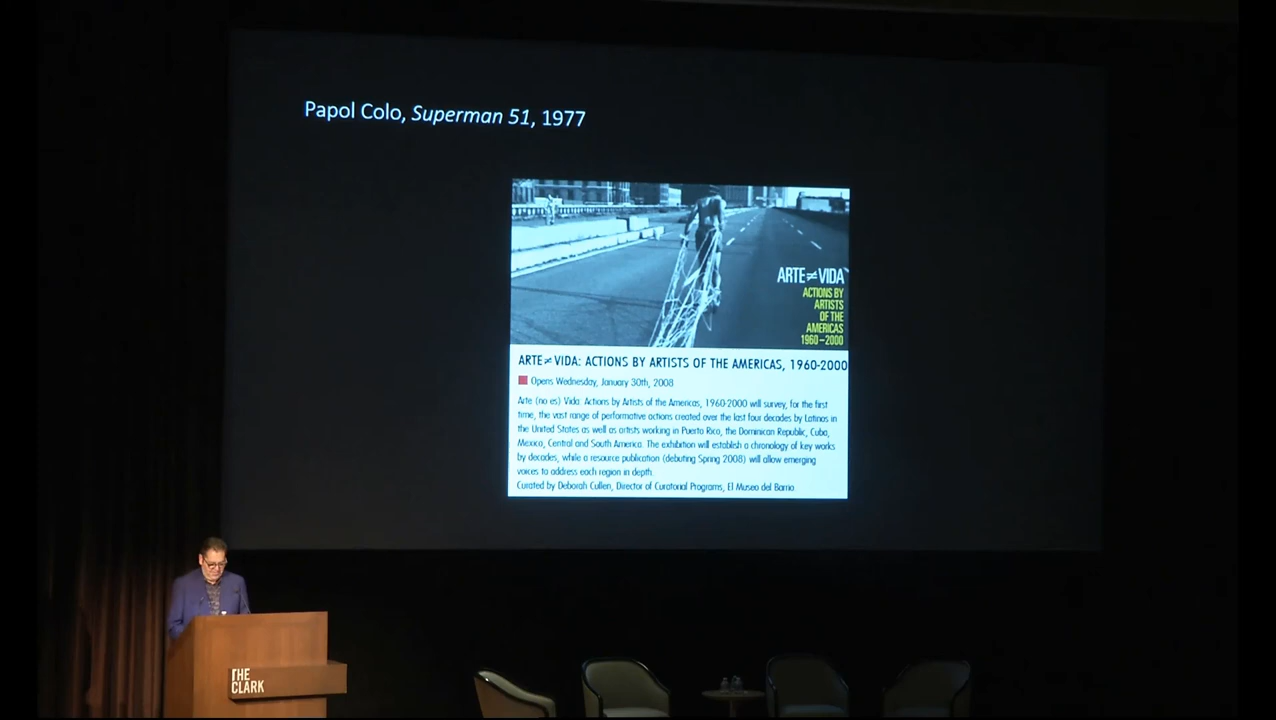 Papol Colo, Superman 51, 1977
ARTE≠VIDA
ACTIONS BY
ARTISTS
OF THE
AMERICAS
1960–2000
ARTE≠VIDA: ACTIONS BY ARTISTS OF THE AMERICAS, 1960-2000
Opens Wednesday, January 30th, 2008
Arte (no es) Vida: Actions by Artists of the Americas, 1960-2000 will survey, for the first
time, the vast range of performative actions created over the last four decades by Latinos in
the United States as well as artists working in Puerto Rico, the Dominican Republic, Cuba,
Mexico, Central and South America. The exhibition will establish a chronology of key works
by decades, while a resource publication (debuting Spring 2008) will allow emerging
voices to address each region in depth.
Curated by Deborah Cullen, Director of Curatorial Programs, El Museo del Barrio
THE
CLARK